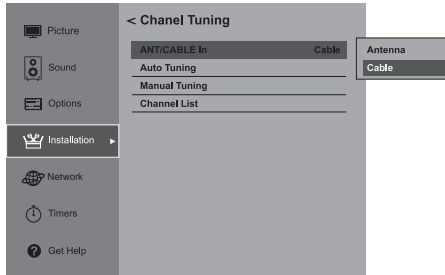 Picture
Sound
Options
Installation
Network
Timers
Get Help
< Chanel Tuning
ANT/CABLE In Cable
Auto Tuning
Manual Tuning
Channel List
Antenna
Cable